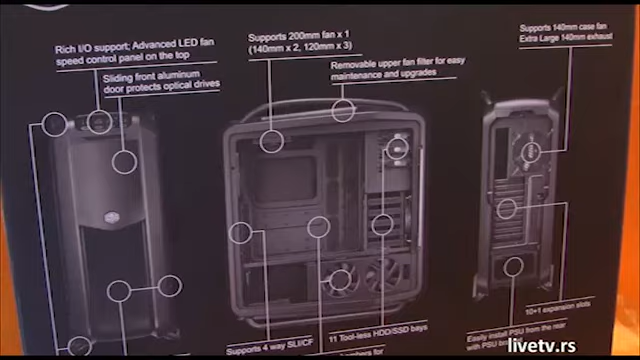 Rich I/O support; Advanced LED fan
speed control panel on the top
Sliding front aluminum
door protects optical drives
Supports 200mm fan x 1
(140mm x 2, 120mm x 3)
Removable upper fan filter for easy
maintenance and upgrades
Supports 140mm case fan
Extra Large 140mm exhaust
10+1 expansion slots
Easily install PSU from the rear
with PSU
11 Tool-less HDD/SSD bays
Supports 4 way SLI/CF
for
livetv.rs